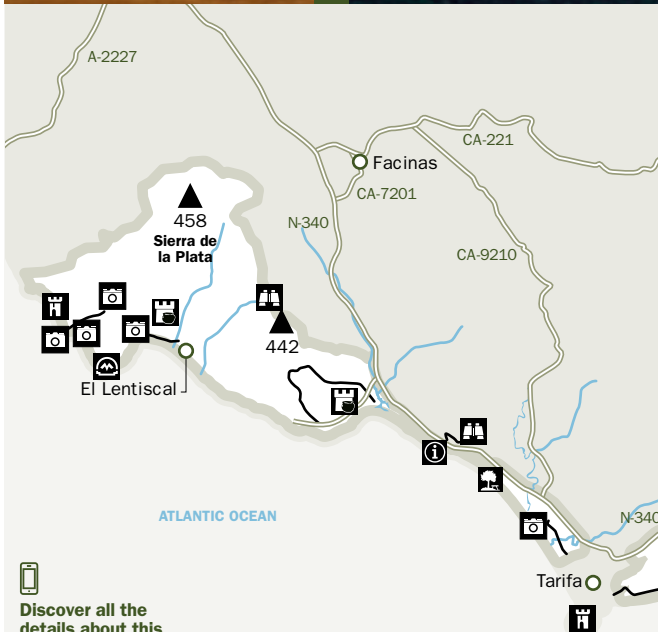 A-2227
CA-221
Facinas
CA-7201
458
Sierra de
la Plata
N-340
CA-9210
442
El Lentiscal
ATLANTIC OCEAN
N-340
Tarifa
Discover all the
details about this